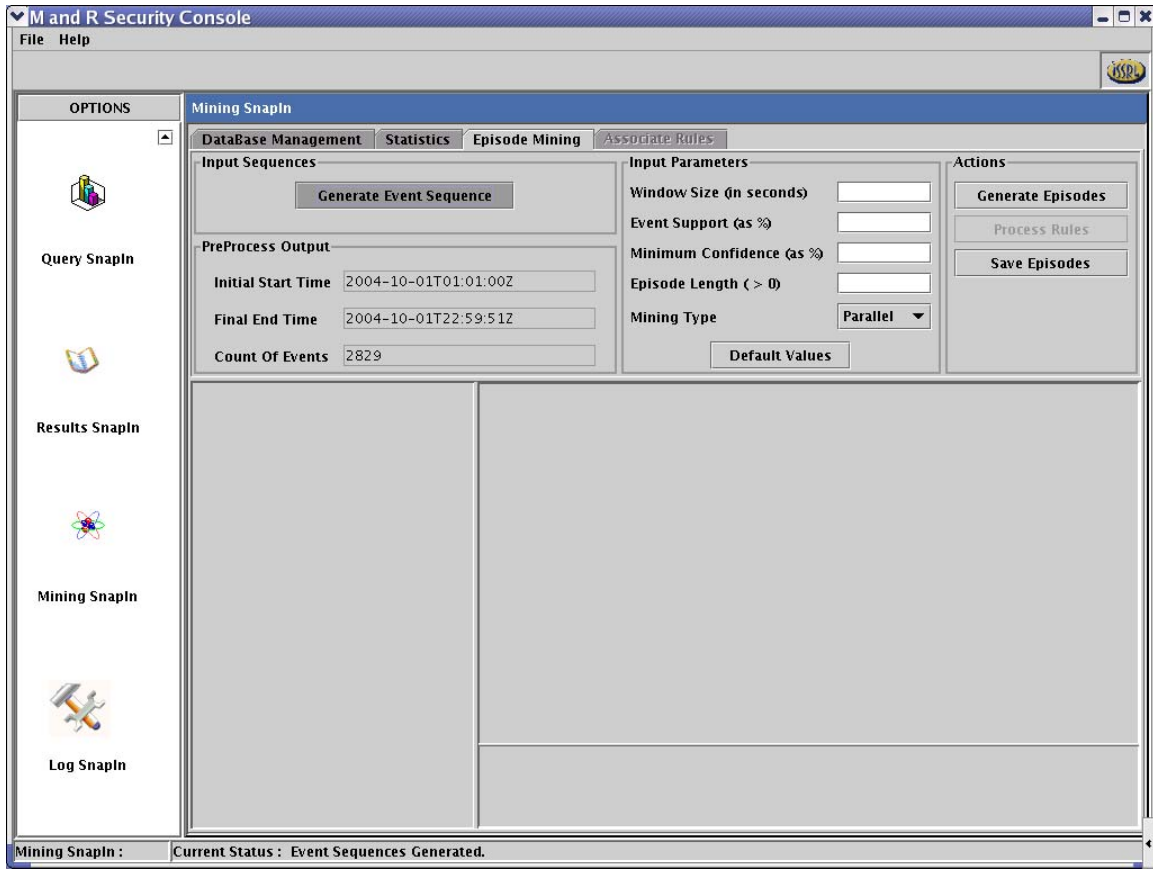 M and R Security Console
File Help
ISSRL
OPTIONS
Mining SnapIn
DataBase Management Statistics Episode Mining Associate Rules
Input Sequences
Generate Event Sequence
PreProcess Output
Initial Start Time 2004-10-01T01:01:00Z
Final End Time 2004-10-01T22:59:51Z
Count Of Events 2829
Input Parameters
Window Size (in seconds)
Event Support (as %)
Minimum Confidence (as %)
Episode Length ( > 0)
Mining Type Parallel
Default Values
Actions
Generate Episodes
Process Rules
Save Episodes
Query SnapIn
Results SnapIn
Mining SnapIn
Log SnapIn
Mining SnapIn : Current Status : Event Sequences Generated.